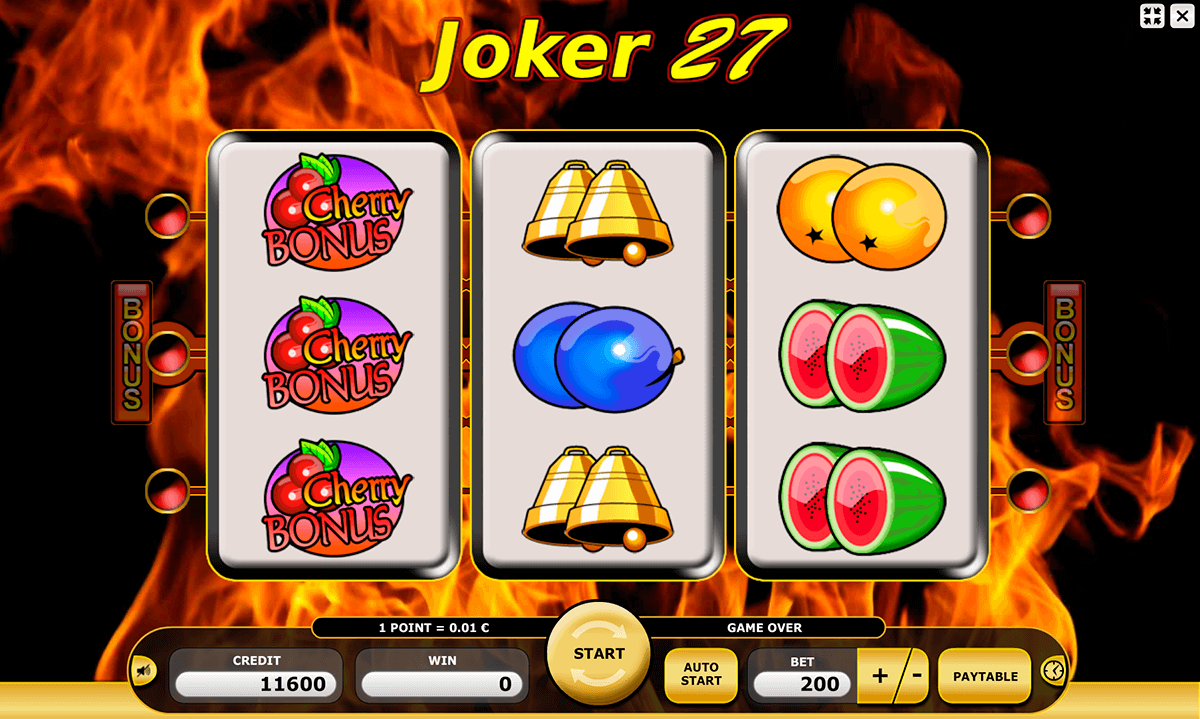 Joker 27
Cherry
BONUS
Cherry
BONUS
Cherry
BONUS
BONUS
BONUS
1 POINT = 0.01 €
GAME OVER
CREDIT
11600
WIN
0
START
AUTO
START
BET
200
+
-
PAYTABLE